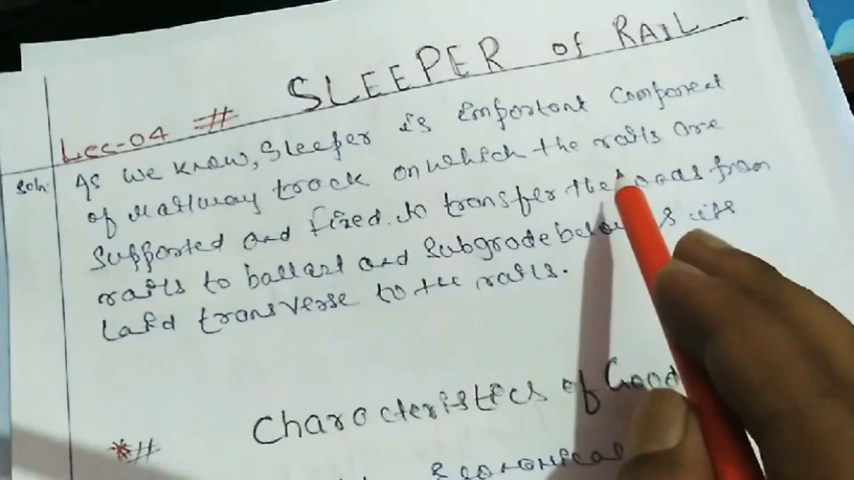 SLEEPER of RAIL
Lec-04 #
Soln: As we know, Sleeper is important component
of railway track on which the rails are
supported and fixed. to transfer the loads from
rails to ballast and subgrade below & its
laid transverse to the rails.
*# Characteristics of Good
Economical